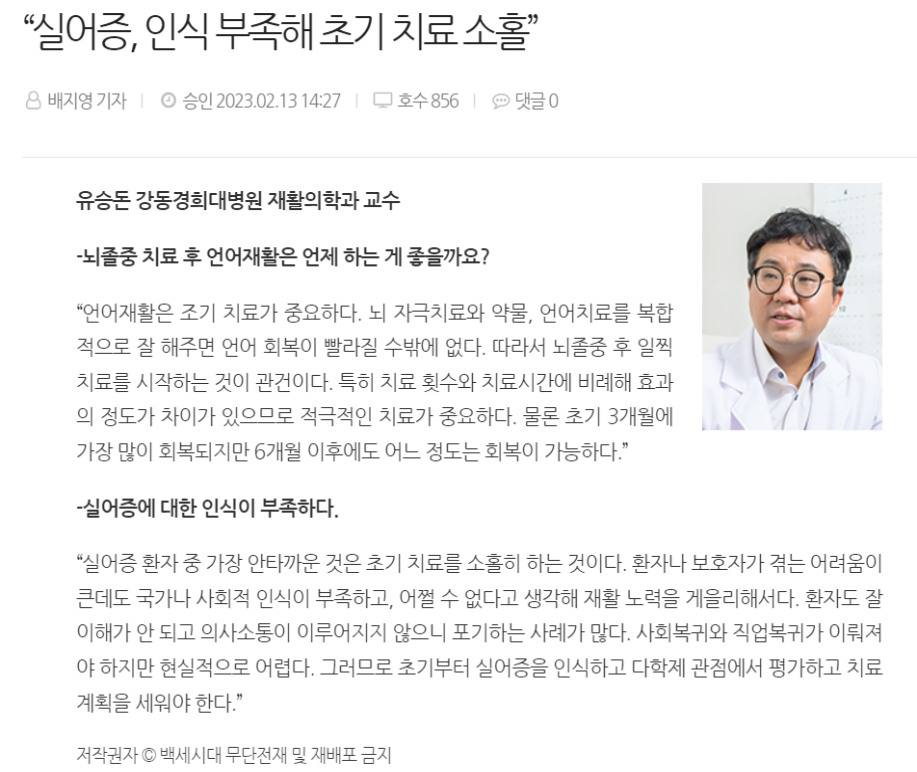 “실어증, 인식 부족해 초기 치료 소홀”
배지영 기자 | 승인 2023.02.13 14:27 | 호수 856 | 댓글 0
유승돈 강동경희대병원 재활의학과 교수
-뇌졸중 치료 후 언어재활은 언제 하는 게 좋을까요?
“언어재활은 조기 치료가 중요하다. 뇌 자극치료와 약물, 언어치료를 복합
적으로 잘 해주면 언어 회복이 빨라질 수밖에 없다. 따라서 뇌졸중 후 일찍
치료를 시작하는 것이 관건이다. 특히 치료 횟수와 치료시간에 비례해 효과
의 정도가 차이가 있으므로 적극적인 치료가 중요하다. 물론 초기 3개월에
가장 많이 회복되지만 6개월 이후에도 어느 정도는 회복이 가능하다.”
-실어증에 대한 인식이 부족하다.
“실어증 환자 중 가장 안타까운 것은 초기 치료를 소홀히 하는 것이다. 환자나 보호자가 겪는 어려움이
큰데도 국가나 사회적 인식이 부족하고, 어쩔 수 없다고 생각해 재활 노력을 게을리해서다. 환자도 잘
이해가 안 되고 의사소통이 이루어지지 않으니 포기하는 사례가 많다. 사회복귀와 직업복귀가 이뤄져
야 하지만 현실적으로 어렵다. 그러므로 초기부터 실어증을 인식하고 다학제 관점에서 평가하고 치료
계획을 세워야 한다.”
저작권자 © 백세시대 무단전재 및 재배포 금지